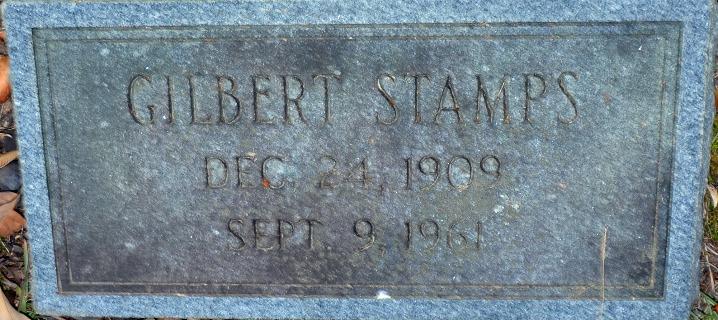 GILBERT STAMPS
DEC. 24, 1909
SEPT. 9, 1961